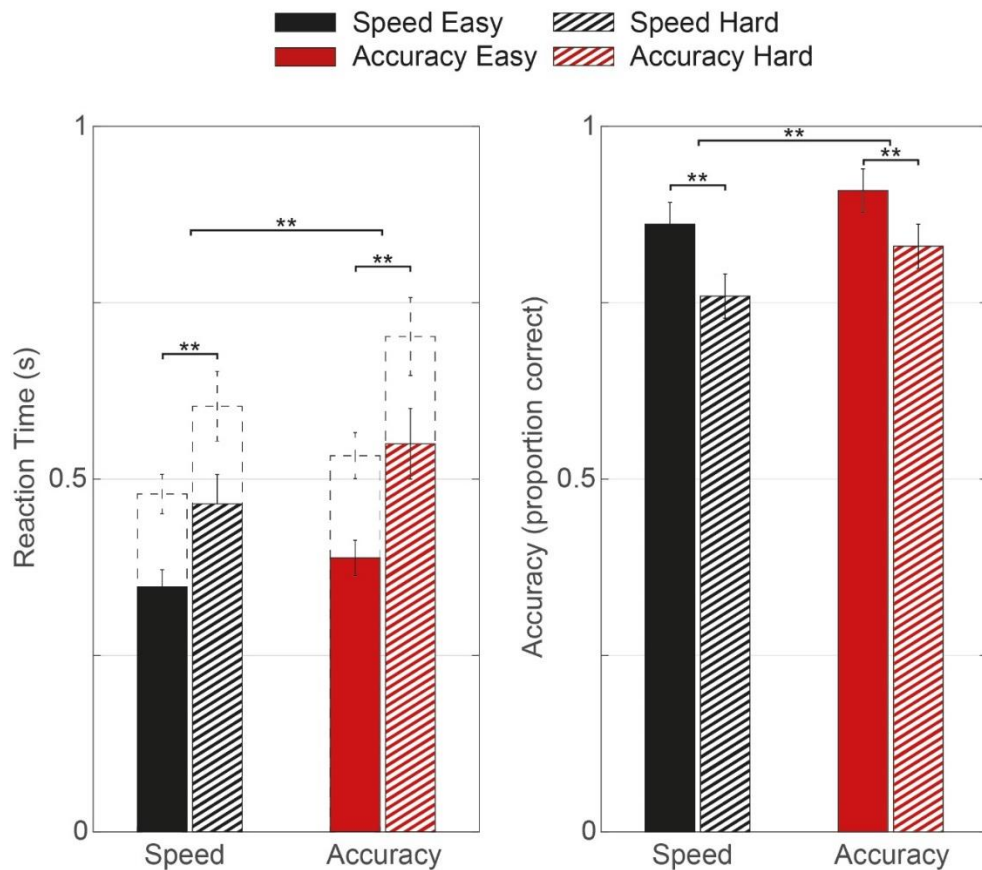 Speed Easy Speed Hard
Accuracy Easy Accuracy Hard
Reaction Time (s)
1
0.5
0
**
**
**
Speed Accuracy
Accuracy (proportion correct)
1
0.5
0
**
**
**
Speed Accuracy